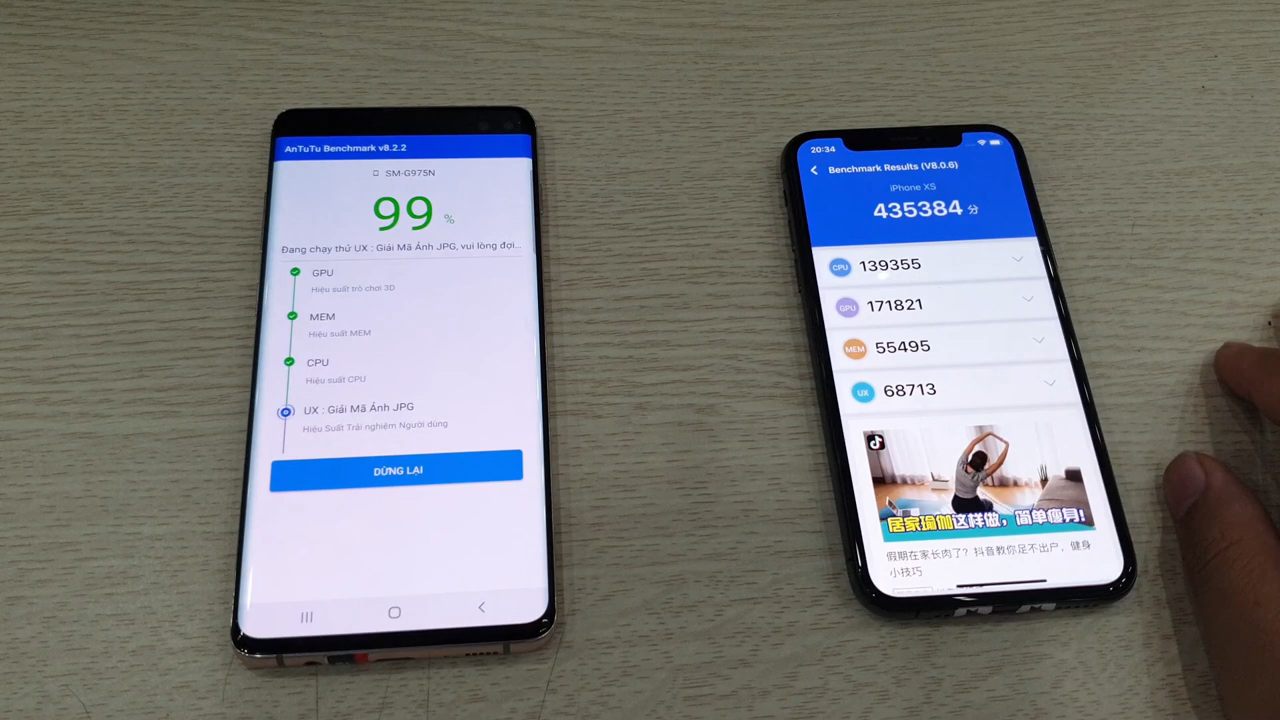 AnTuTu Benchmark v8.2.2
SM-G975N
99 %
Đang chạy thử UX : Giải Mã Ảnh JPG, vui lòng đợi...
GPU
Hiệu suất trò chơi 3D
MEM
Hiệu suất MEM
CPU
Hiệu suất CPU
UX : Giải Mã Ảnh JPG
Hiệu Suất Trải nghiệm Người dùng
DỪNG LẠI
20:34
Benchmark Results (V8.0.6)
iPhone XS
435384 分
CPU 139355
GPU 171821
MEM 55495
UX 68713
居家瑜伽这样做，简单瘦身!
假期在家长肉了？抖音教你足不出户，健身
小技巧